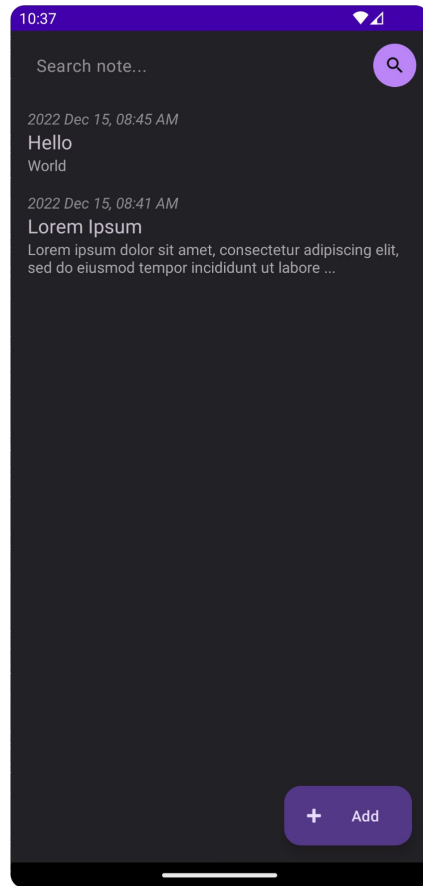 10:37
Search note...
2022 Dec 15, 08:45 AM
Hello
World
2022 Dec 15, 08:41 AM
Lorem Ipsum
Lorem ipsum dolor sit amet, consectetur adipiscing elit,
sed do eiusmod tempor incididunt ut labore ...
Add